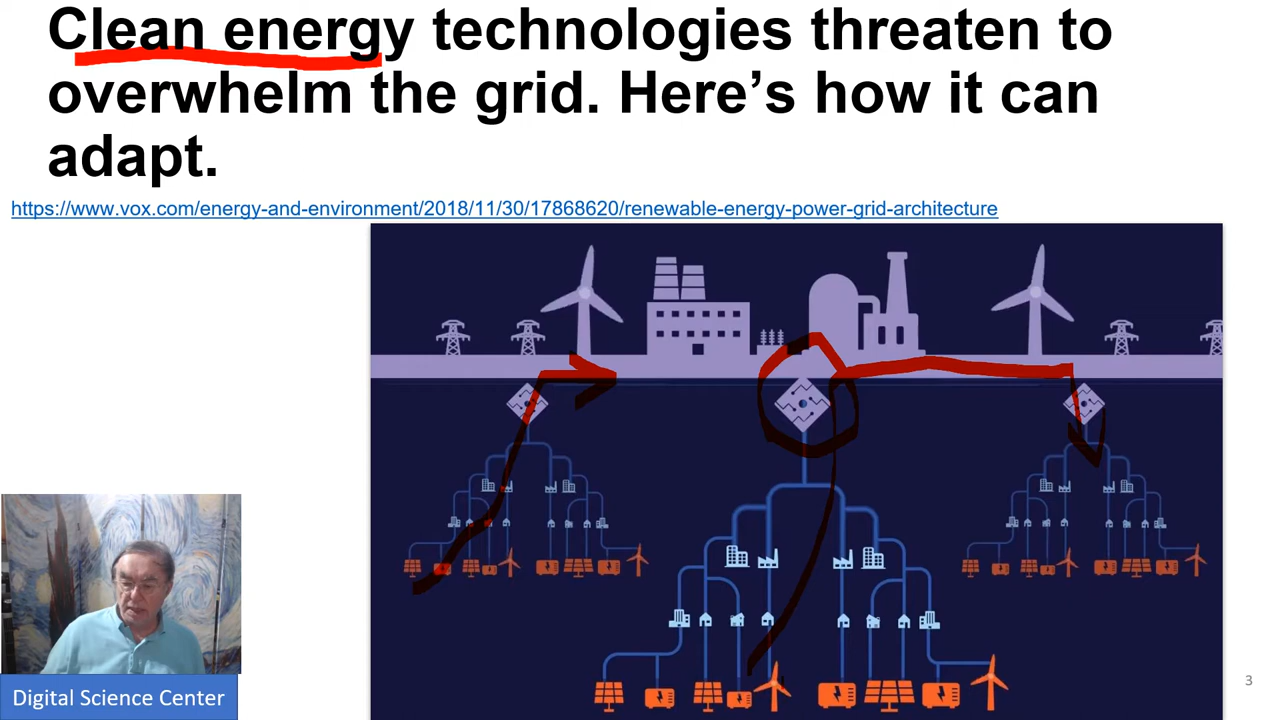 Clean energy technologies threaten to
overwhelm the grid. Here’s how it can
adapt.
https://www.vox.com/energy-and-environment/2018/11/30/17868620/renewable-energy-power-grid-architecture
Digital Science Center
3